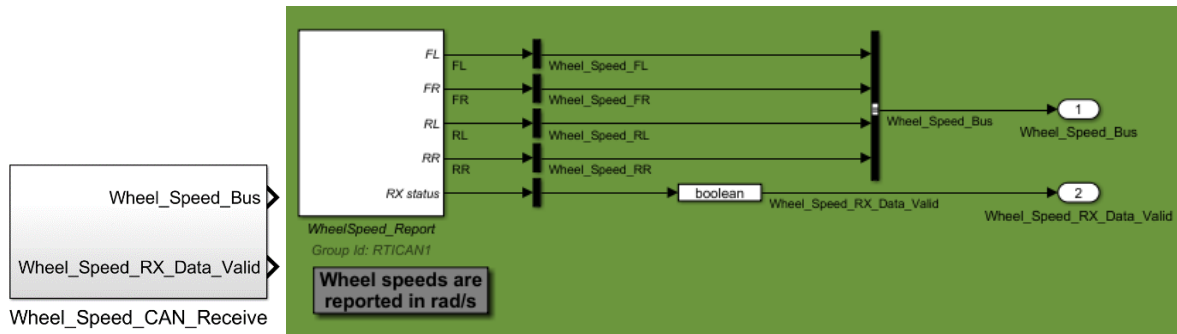 Wheel_Speed_Bus
Wheel_Speed_RX_Data_Valid
Wheel_Speed_CAN_Receive
FL
FL
Wheel_Speed_FL
FR
FR
Wheel_Speed_FR
RL
RL
Wheel_Speed_RL
RR
RR
Wheel_Speed_RR
RX status
boolean
Wheel_Speed_Bus
1
Wheel_Speed_Bus
Wheel_Speed_RX_Data_Valid
2
Wheel_Speed_RX_Data_Valid
WheelSpeed_Report
Group Id: RTICAN1
Wheel speeds are
reported in rad/s